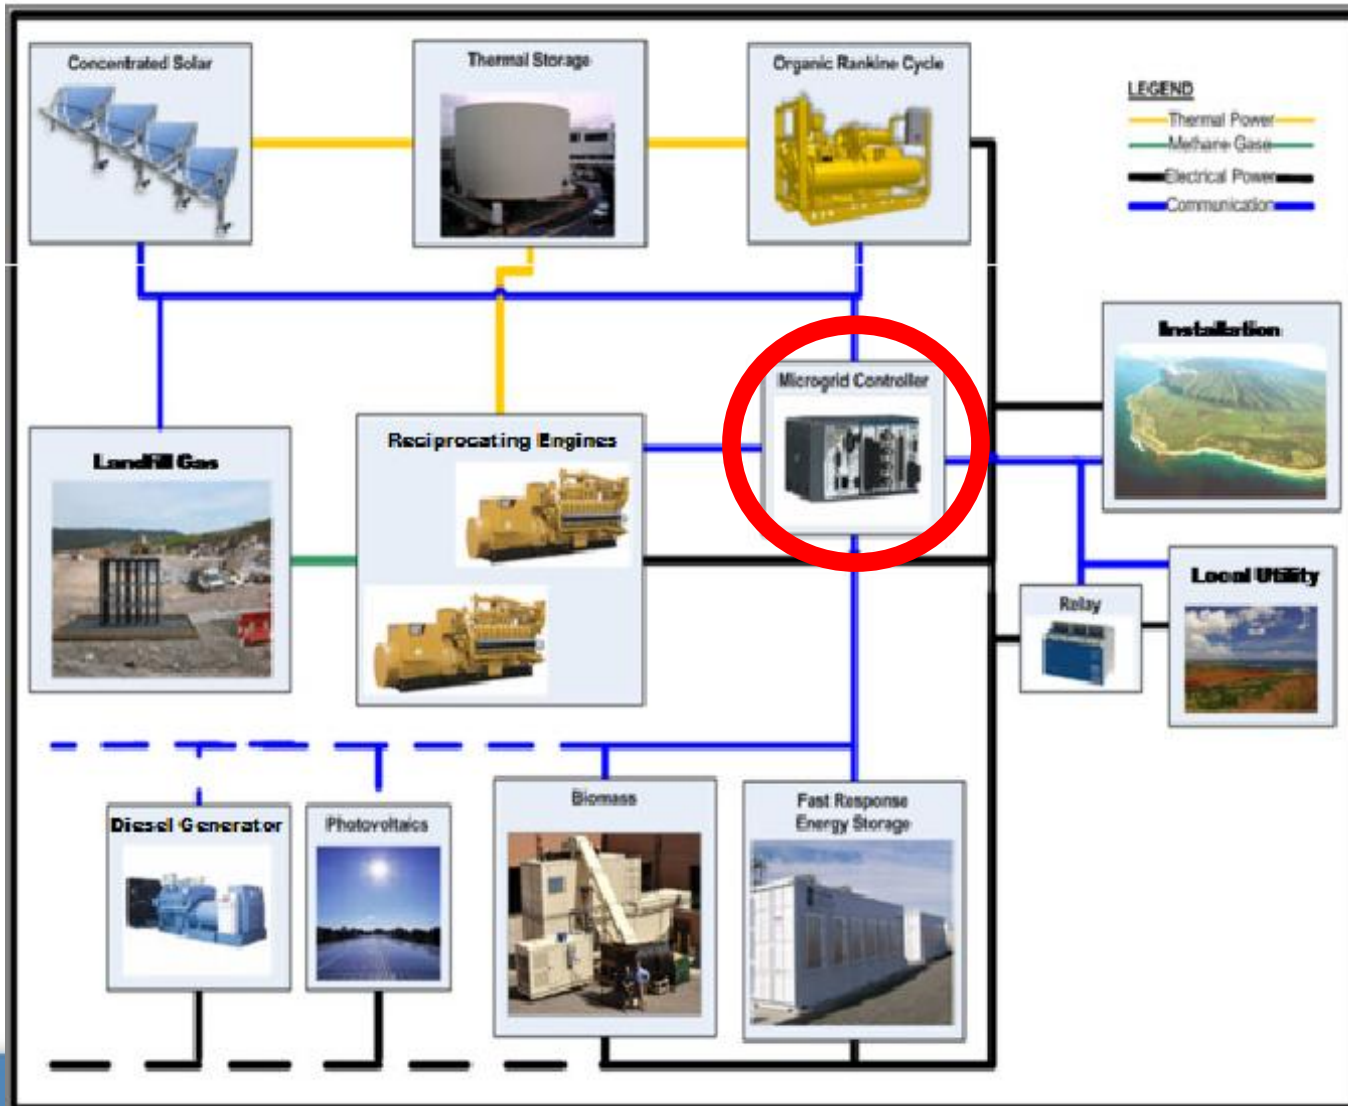 Concentrated Solar
Thermal Storage
Organic Rankine Cycle
LEGEND
Thermal Power
Methane Gase
Electrical Power
Communication
Installation
Microgrid Controller
Reciprocating Engines
Landfill Gas
Local Utility
Relay
Biomass
Fast Response
Energy Storage
Diesel Generator
Photovoltaics